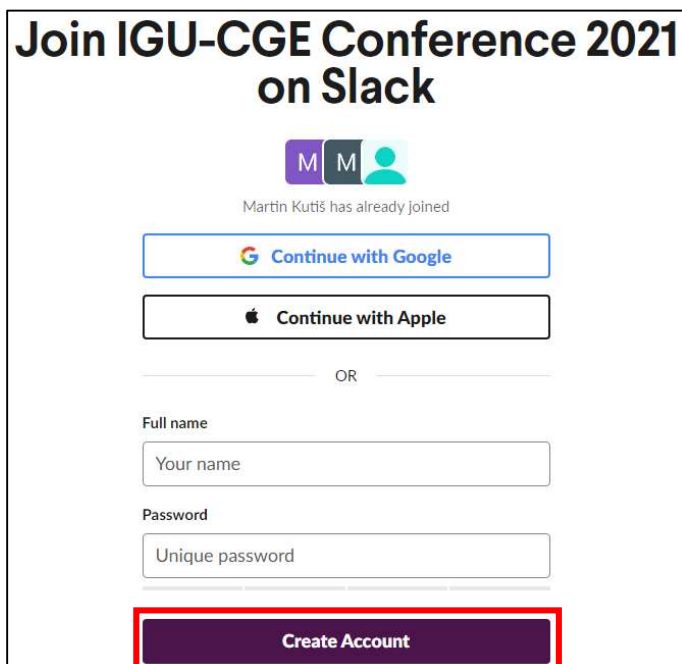 Join IGU-CGE Conference 2021
on Slack
M M
Martin Kutiš has already joined
G Continue with Google
Continue with Apple
OR
Full name
Your name
Password
Unique password
Create Account